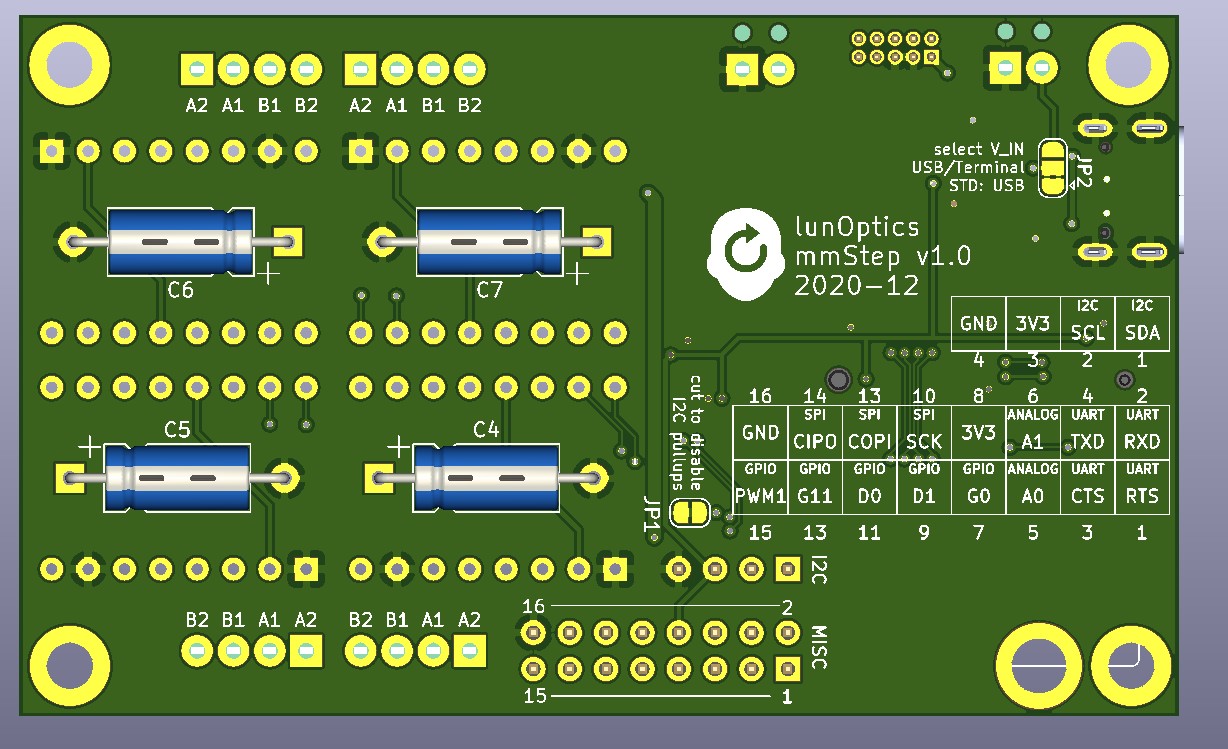 A2 A1 B1 B2
A2 A1 B1 B2
select V_IN
USB/Terminal
STD: USB
JP2
lunOptics
mmStep v1.0
2020-12
C6
C7
I2C I2C
GND 3V3 SCL SDA
4 3 2 1
16 14 13 10 8 6 4 2
SPI SPI SPI ANALOG UART UART
GND CIPO COPI SCK 3V3 A1 TXD RXD
GPIO GPIO GPIO GPIO GPIO ANALOG UART UART
PWM1 G11 D0 D1 G0 A0 CTS RTS
15 13 11 9 7 5 3 1
cut to disable
I2C pullups
JP1
C5
C4
I2C
B2 B1 A1 A2
B2 B1 A1 A2
16 2
MISC
15 1